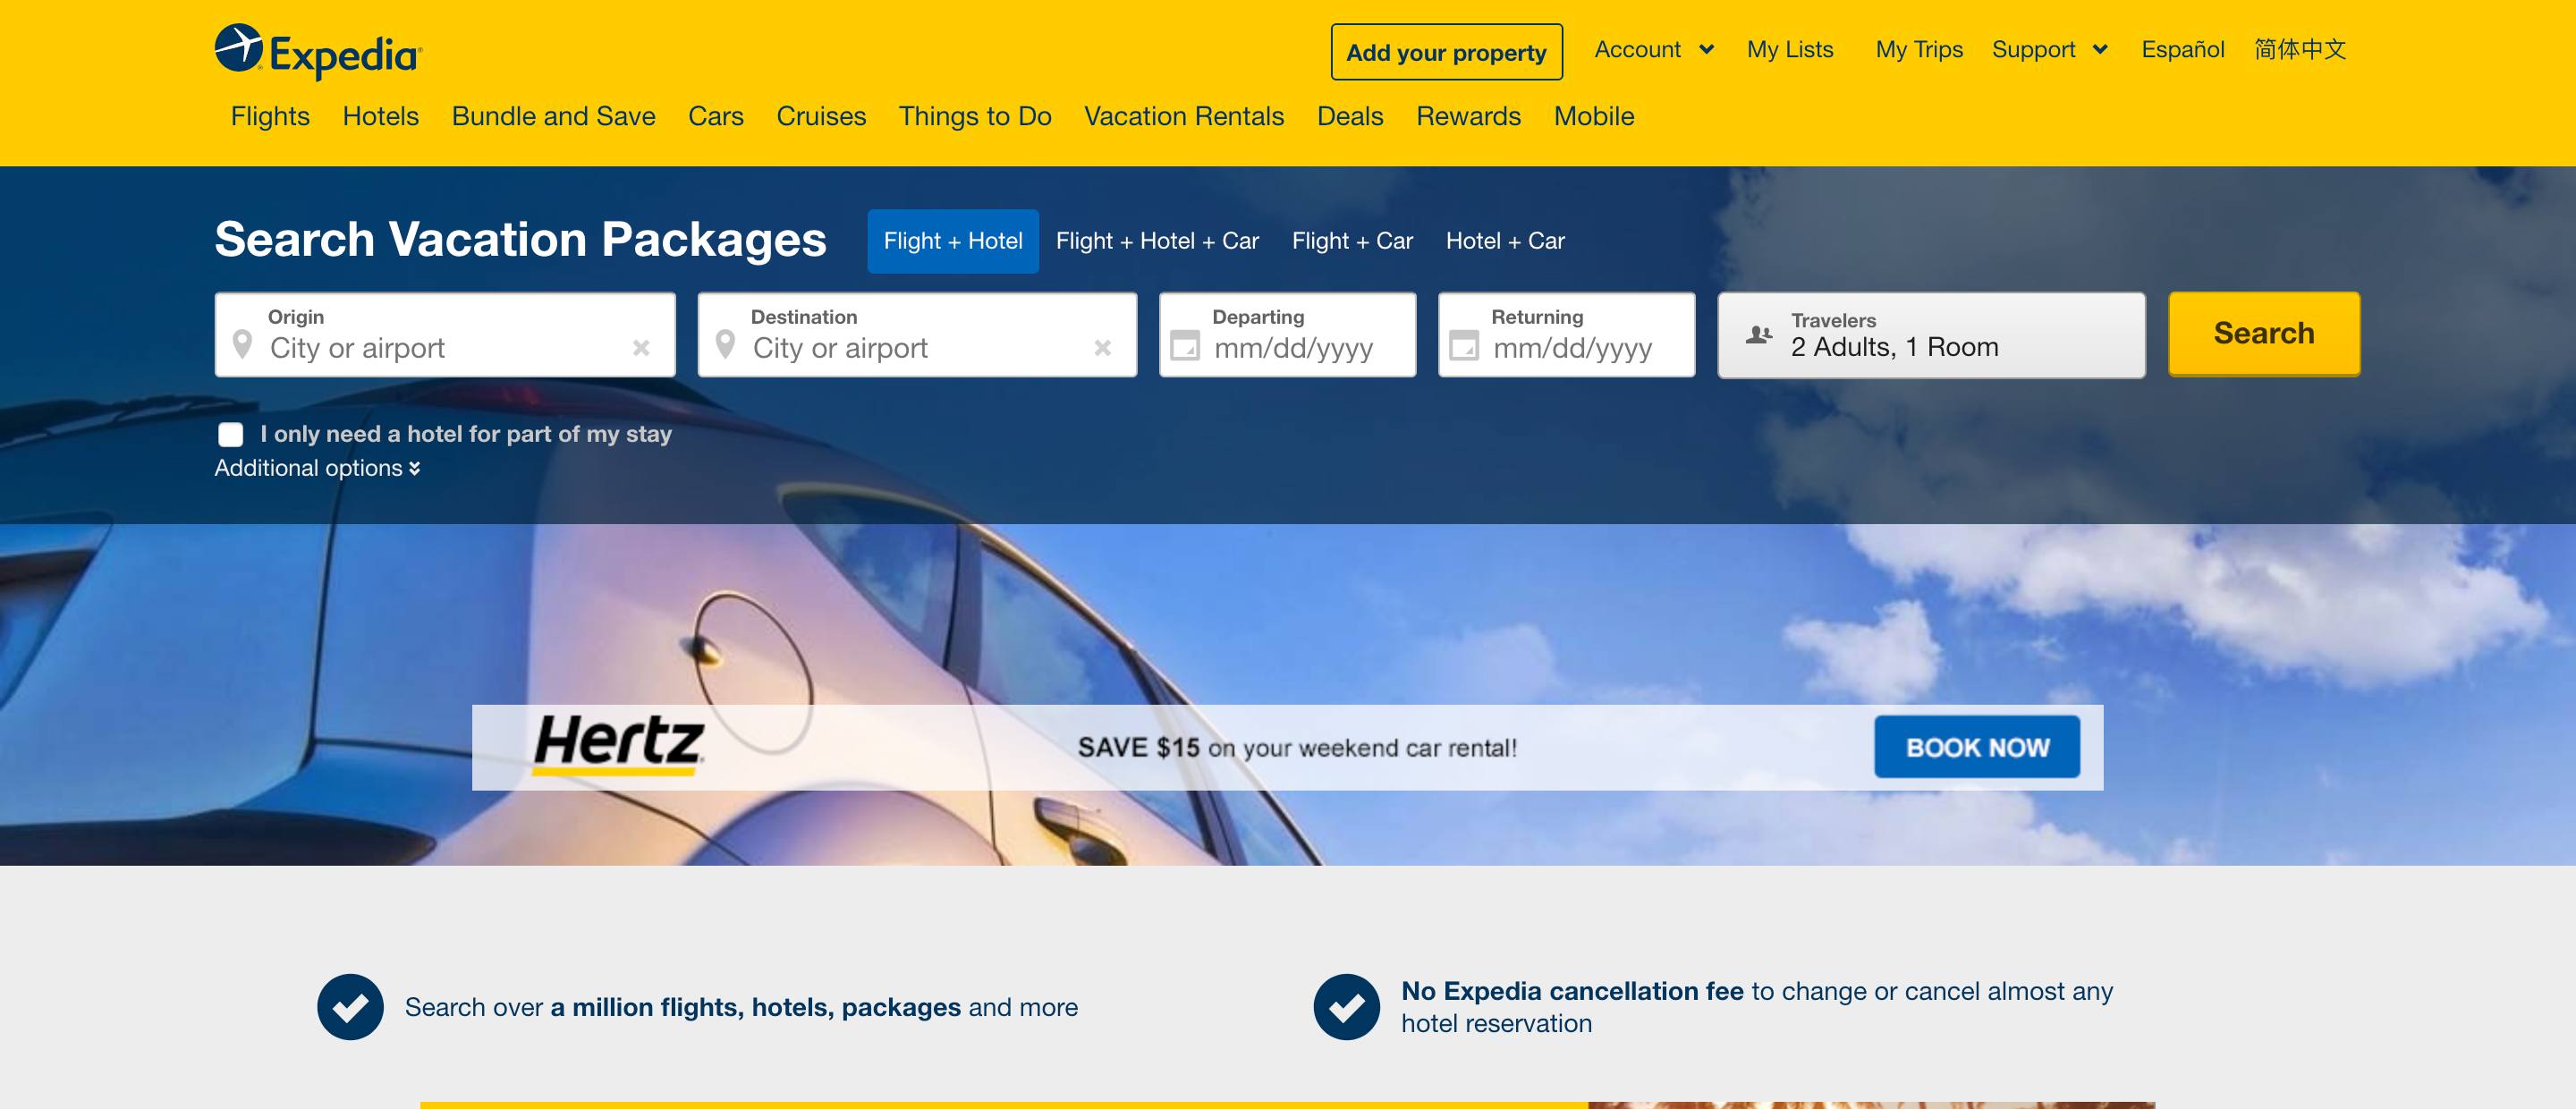 Expedia
Add your property
Account
My Lists
My Trips
Support
Español
简体中文
Flights
Hotels
Bundle and Save
Cars
Cruises
Things to Do
Vacation Rentals
Deals
Rewards
Mobile
Search Vacation Packages
Flight + Hotel
Flight + Hotel + Car
Flight + Car
Hotel + Car
Origin
City or airport
Destination
City or airport
Departing
mm/dd/yyyy
Returning
mm/dd/yyyy
Travelers
2 Adults, 1 Room
Search
I only need a hotel for part of my stay
Additional options
Hertz
SAVE $15 on your weekend car rental!
BOOK NOW
Search over a million flights, hotels, packages and more
No Expedia cancellation fee to change or cancel almost any
hotel reservation